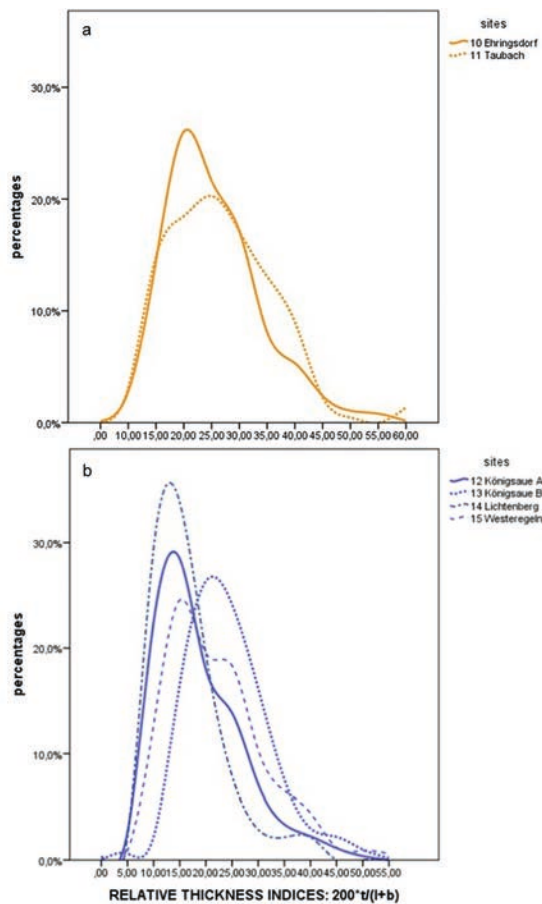 a
sites
10 Ehringsdorf
11 Taubach
30,0%
20,0%
10,0%
0,0%
percentages
,00 10,00 15,00 20,00 25,00 30,00 35,00 40,00 45,00 50,00 55,00 60,00
b
sites
12 Königsaue A
13 Königsaue B
14 Lichtenberg
15 Westeregeln
30,0%
20,0%
10,0%
0,0%
percentages
,00 5,00 10,00 15,00 20,00 25,00 30,00 35,00 40,00 45,00 50,00 55,00
RELATIVE THICKNESS INDICES: 200*t/(l+b)